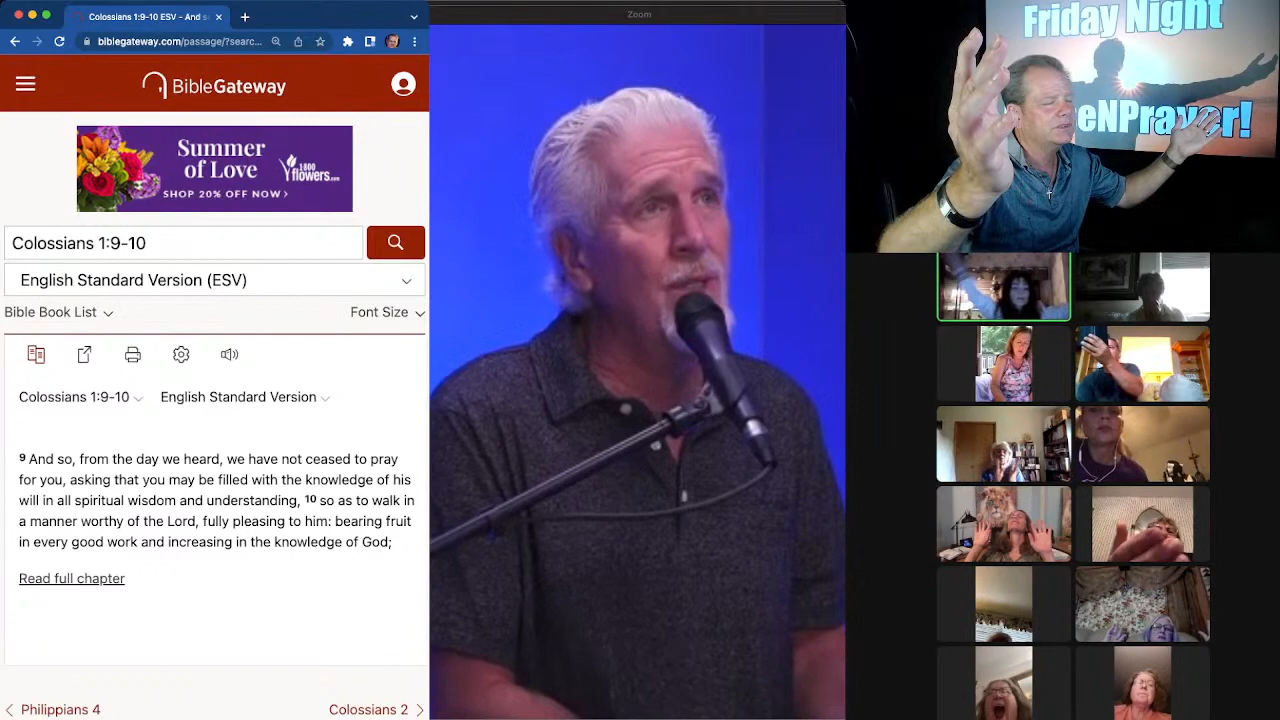 Colossians 1:9-10 ESV - And s
biblegateway.com/passage/?searc...
BibleGateway
Summer
of Love
SHOP 20% OFF NOW >
1800
flowers.com
Colossians 1:9-10
English Standard Version (ESV)
Bible Book List
Font Size
Colossians 1:9-10
English Standard Version
9 And so, from the day we heard, we have not ceased to pray
for you, asking that you may be filled with the knowledge of his
will in all spiritual wisdom and understanding, 10 so as to walk in
a manner worthy of the Lord, fully pleasing to him: bearing fruit
in every good work and increasing in the knowledge of God;
Read full chapter
Philippians 4
Colossians 2
Zoom
Friday Night
eNPrayer!